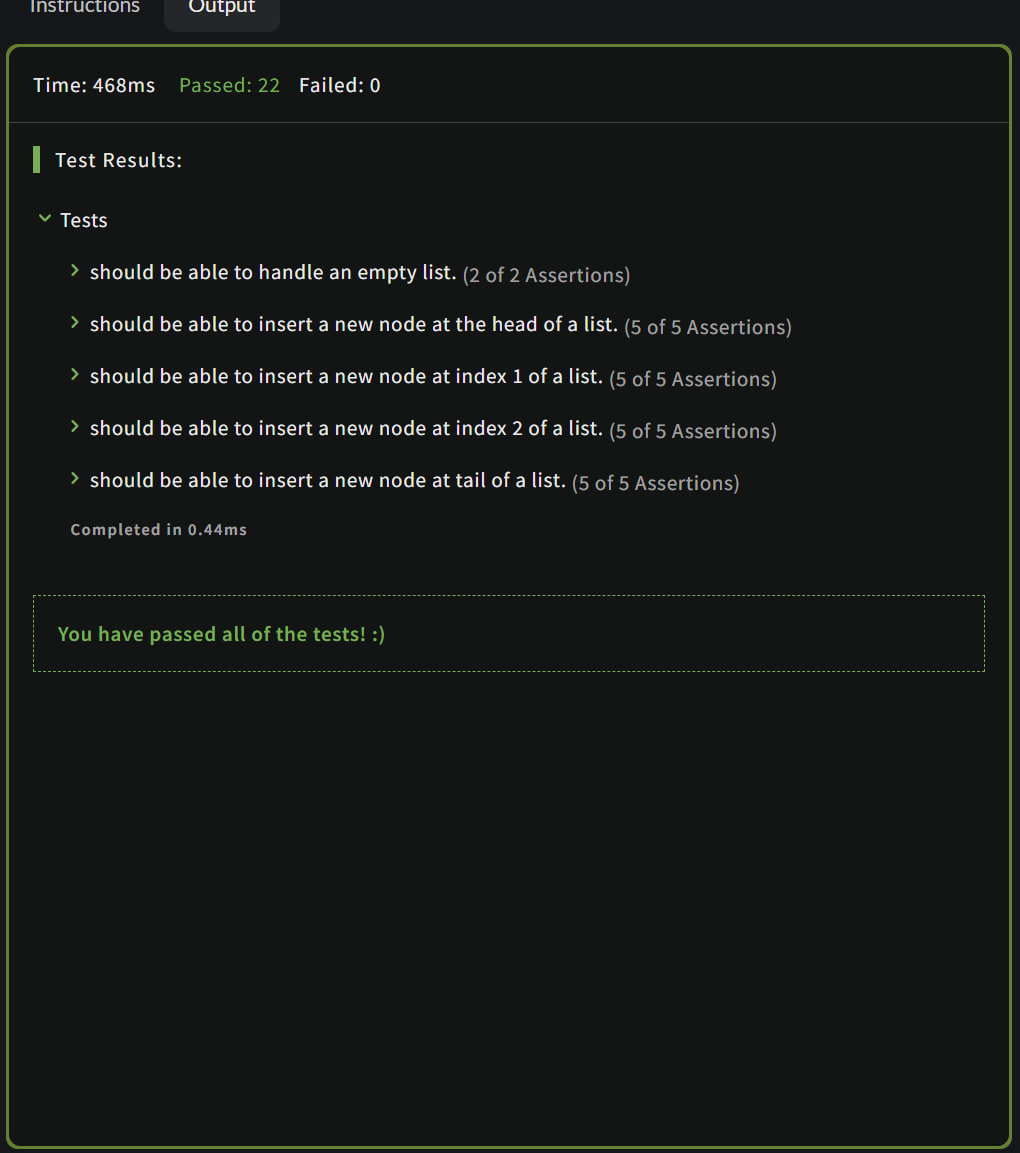 Instructions Output
Time: 468ms Passed: 22 Failed: 0
Test Results:
Tests
should be able to handle an empty list. (2 of 2 Assertions)
should be able to insert a new node at the head of a list. (5 of 5 Assertions)
should be able to insert a new node at index 1 of a list. (5 of 5 Assertions)
should be able to insert a new node at index 2 of a list. (5 of 5 Assertions)
should be able to insert a new node at tail of a list. (5 of 5 Assertions)
Completed in 0.44ms
You have passed all of the tests! :)